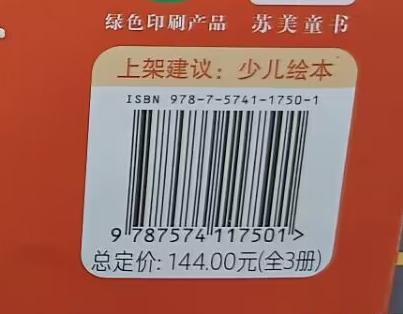 绿色印刷产品 苏美童书
上架建议：少儿绘本
ISBN 978-7-5741-1750-1
9 787574 117501>
总定价: 144.00元(全3册)